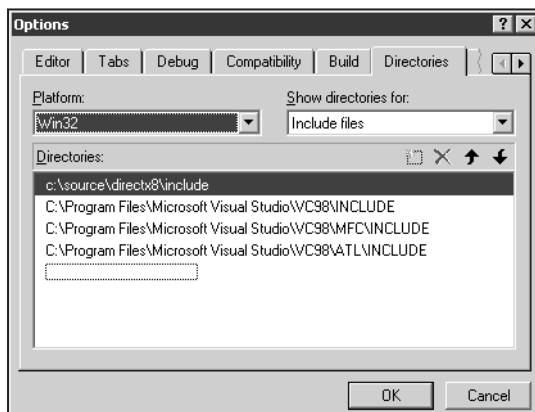 Options
Editor Tabs Debug Compatibility Build Directories
Platform: Show directories for:
Win32 Include files
Directories:
c:\source\directx8\include
C:\Program Files\Microsoft Visual Studio\VC98\INCLUDE
C:\Program Files\Microsoft Visual Studio\VC98\MFC\INCLUDE
C:\Program Files\Microsoft Visual Studio\VC98\ATL\INCLUDE
OK Cancel